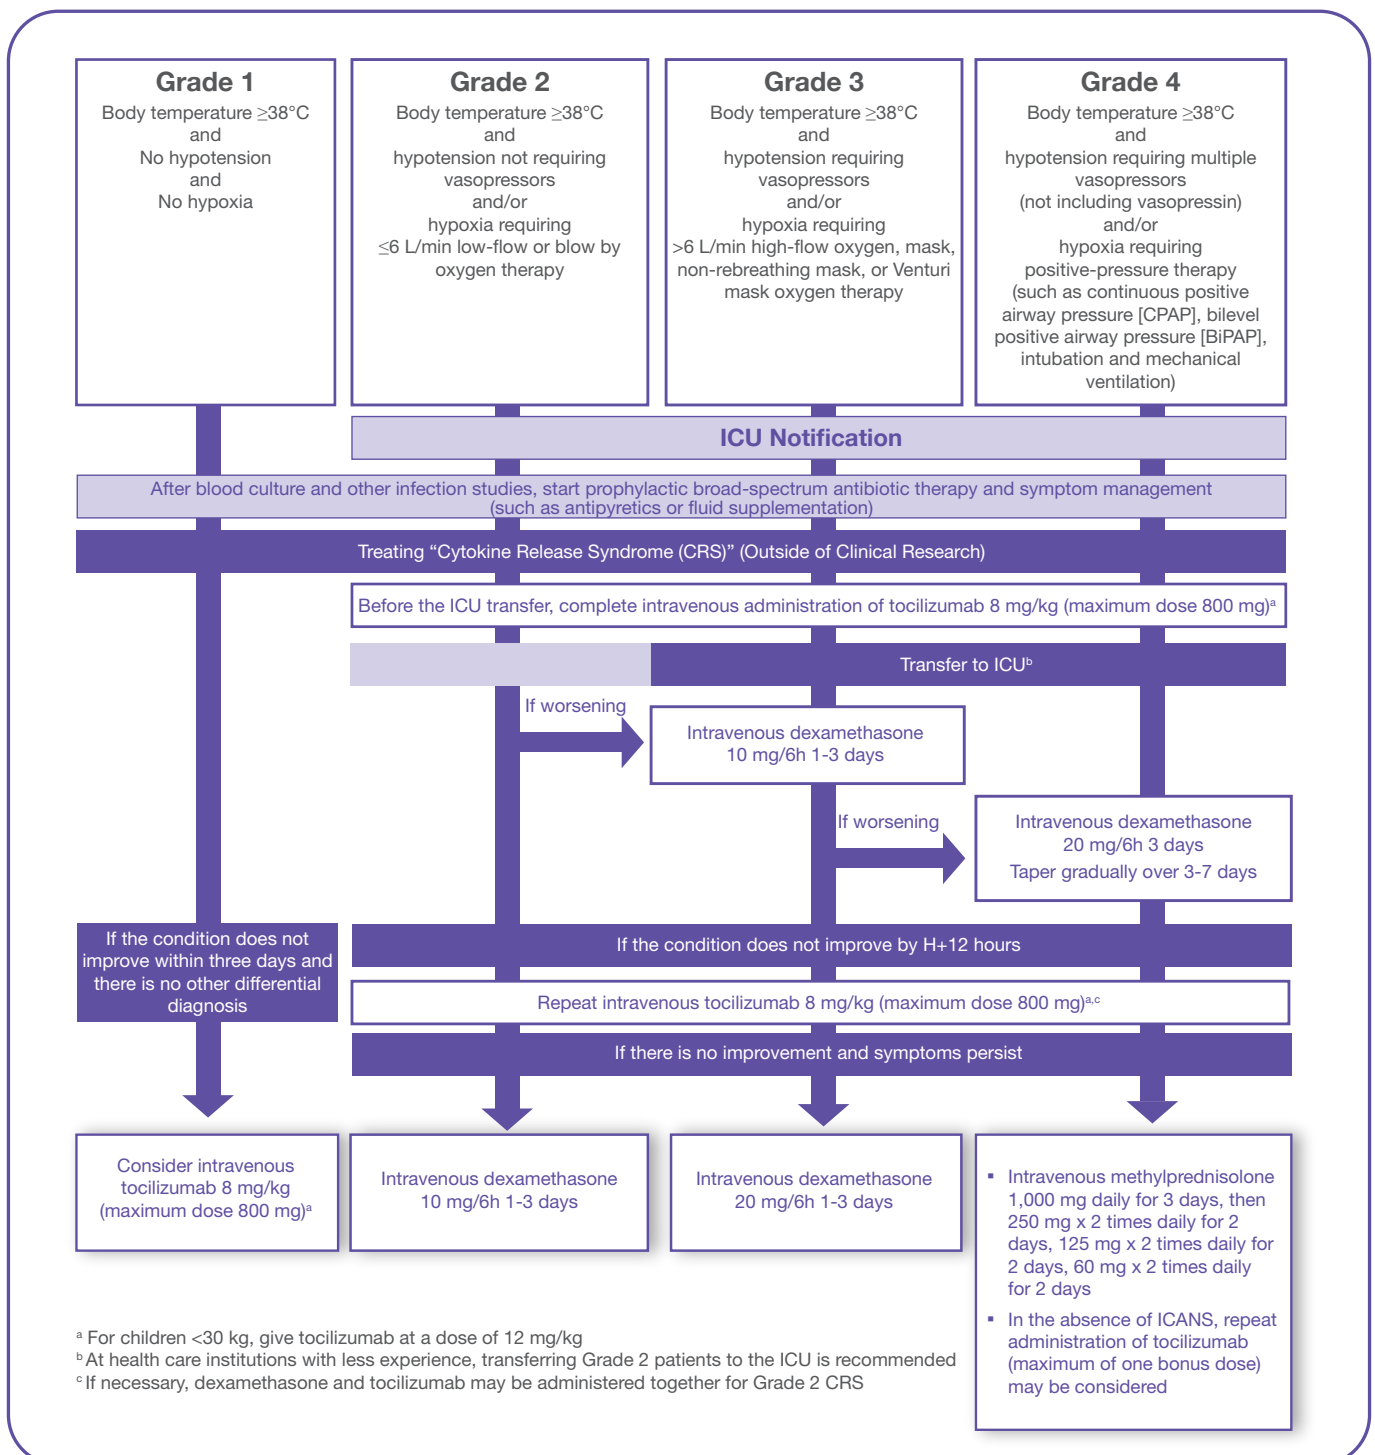 Grade 1
Body temperature ≥38°C
and
No hypotension
and
No hypoxia
Grade 2
Body temperature ≥38°C
and
hypotension not requiring
vasopressors
and/or
hypoxia requiring
≤6 L/min low-flow or blow by
oxygen therapy
Grade 3
Body temperature ≥38°C
and
hypotension requiring
vasopressors
and/or
hypoxia requiring
>6 L/min high-flow oxygen, mask,
non-rebreathing mask, or Venturi
mask oxygen therapy
Grade 4
Body temperature ≥38°C
and
hypotension requiring multiple
vasopressors
(not including vasopressin)
and/or
hypoxia requiring
positive-pressure therapy
(such as continuous positive
airway pressure [CPAP], bilevel
positive airway pressure [BiPAP],
intubation and mechanical
ventilation)
ICU Notification
After blood culture and other infection studies, start prophylactic broad-spectrum antibiotic therapy and symptom management
(such as antipyretics or fluid supplementation)
Treating “Cytokine Release Syndrome (CRS)” (Outside of Clinical Research)
Before the ICU transfer, complete intravenous administration of tocilizumab 8 mg/kg (maximum dose 800 mg)ᵃ
Transfer to ICUᵇ
If worsening
Intravenous dexamethasone
10 mg/6h 1-3 days
If worsening
Intravenous dexamethasone
20 mg/6h 3 days
Taper gradually over 3-7 days
If the condition does not
improve within three days and
there is no other differential
diagnosis
If the condition does not improve by H+12 hours
Repeat intravenous tocilizumab 8 mg/kg (maximum dose 800 mg)ᵃ,ᶜ
If there is no improvement and symptoms persist
Consider intravenous
tocilizumab 8 mg/kg
(maximum dose 800 mg)ᵃ
Intravenous dexamethasone
10 mg/6h 1-3 days
Intravenous dexamethasone
20 mg/6h 1-3 days
▪ Intravenous methylprednisolone
1,000 mg daily for 3 days, then
250 mg x 2 times daily for 2
days, 125 mg x 2 times daily for
2 days, 60 mg x 2 times daily
for 2 days
▪ In the absence of ICANS, repeat
administration of tocilizumab
(maximum of one bonus dose)
may be considered
ᵃ For children <30 kg, give tocilizumab at a dose of 12 mg/kg
ᵇ At health care institutions with less experience, transferring Grade 2 patients to the ICU is recommended
ᶜ If necessary, dexamethasone and tocilizumab may be administered together for Grade 2 CRS